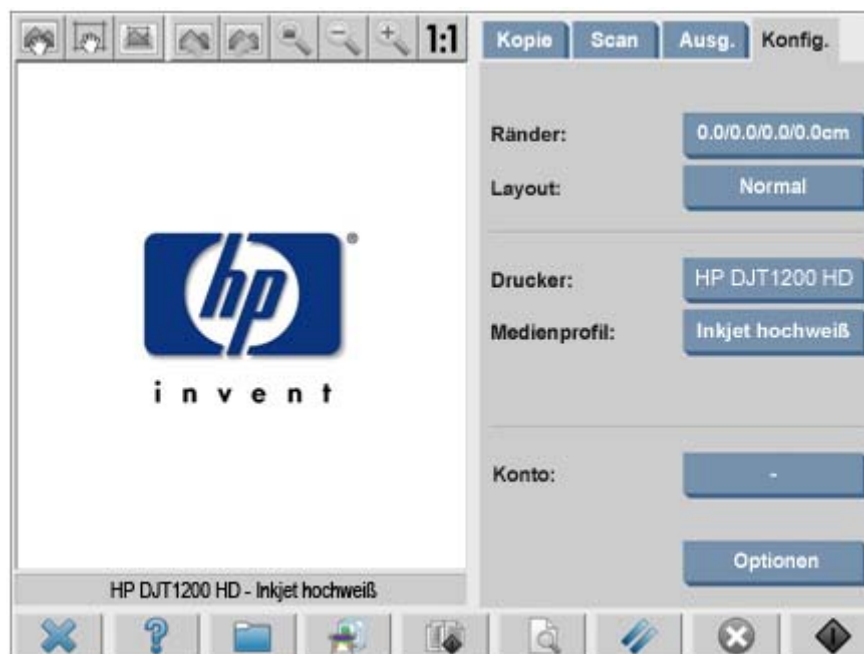 1:1
Kopie Scan Ausg. Konfig.
Ränder: 0.0/0.0/0.0/0.0cm
Layout: Normal
hp
®
invent
Drucker: HP DJT1200 HD
Medienprofil: Inkjet hochweiß
Konto: -
Optionen
HP DJT1200 HD - Inkjet hochweiß
?